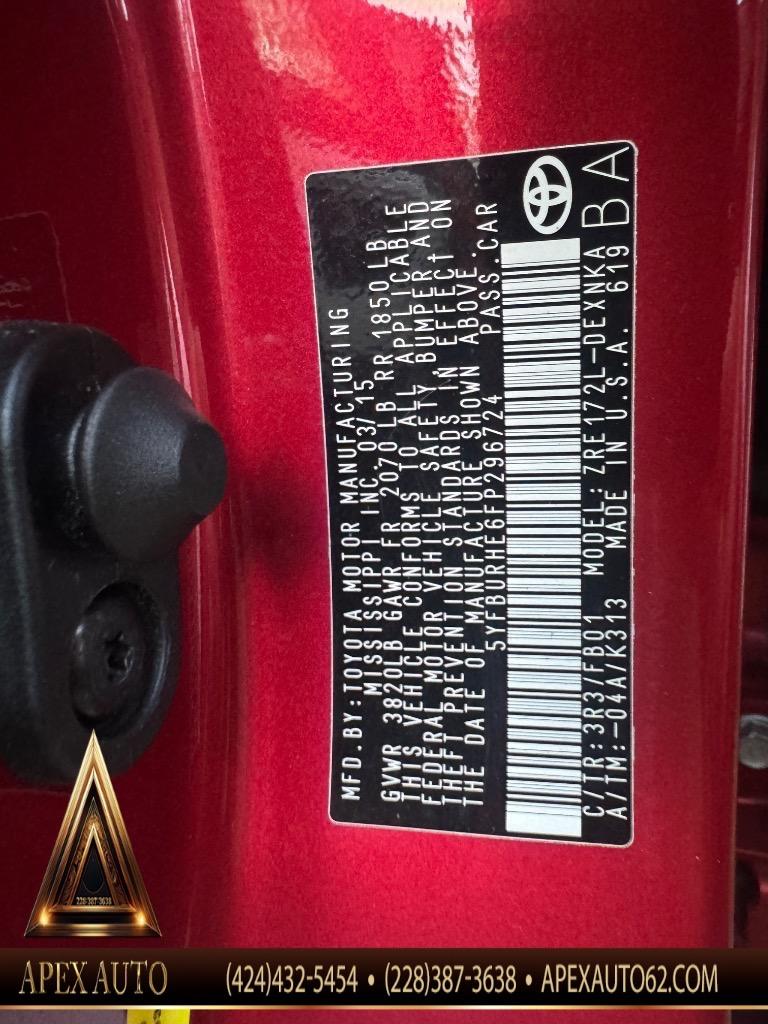 MFD.BY:TOYOTA MOTOR MANUFACTURING
MISSISSIPPI INC. 03/15
GVWR 3820LB GAWR FR 2070 LB RR 1850 LB
THIS VEHICLE CONFORMS TO ALL APPLICABLE
FEDERAL MOTOR VEHICLE SAFETY, BUMPER AND
THEFT PREVENTION STANDARDS IN EFFECT ON
THE DATE OF MANUFACTURE SHOWN ABOVE.
5YFBURHE6FP296724 PASS.CAR
C/TR:3R3/FB01 MODEL:ZRE172L-DEXNKA
A/TM:-04A/K313 MADE IN U.S.A. 619
BA
228-387-3638
APEX AUTO (424)432-5454 • (228)387-3638 • APEXAUTO62.COM